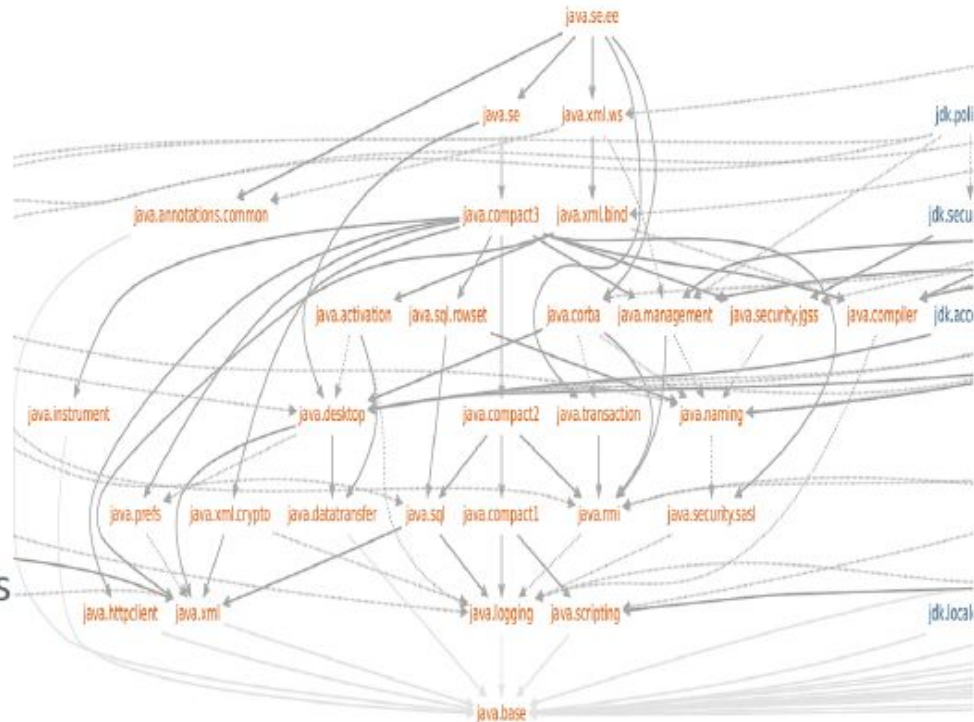 java.se.ee
java.se java.xml.ws jdk.poli
java.annotations.common java.compact3 java.xml.bind jdk.secu
java.activation java.sql.rowset java.corba java.management java.security.jgss java.compiler jdk.acce
java.instrument java.desktop java.compact2 java.transaction java.naming
java.prefs java.xml.crypto java.datatransfer java.sql java.compact1 java.rmi java.security.sasl
s
java.httpclient java.xml java.logging java.scripting jdk.local
java.base